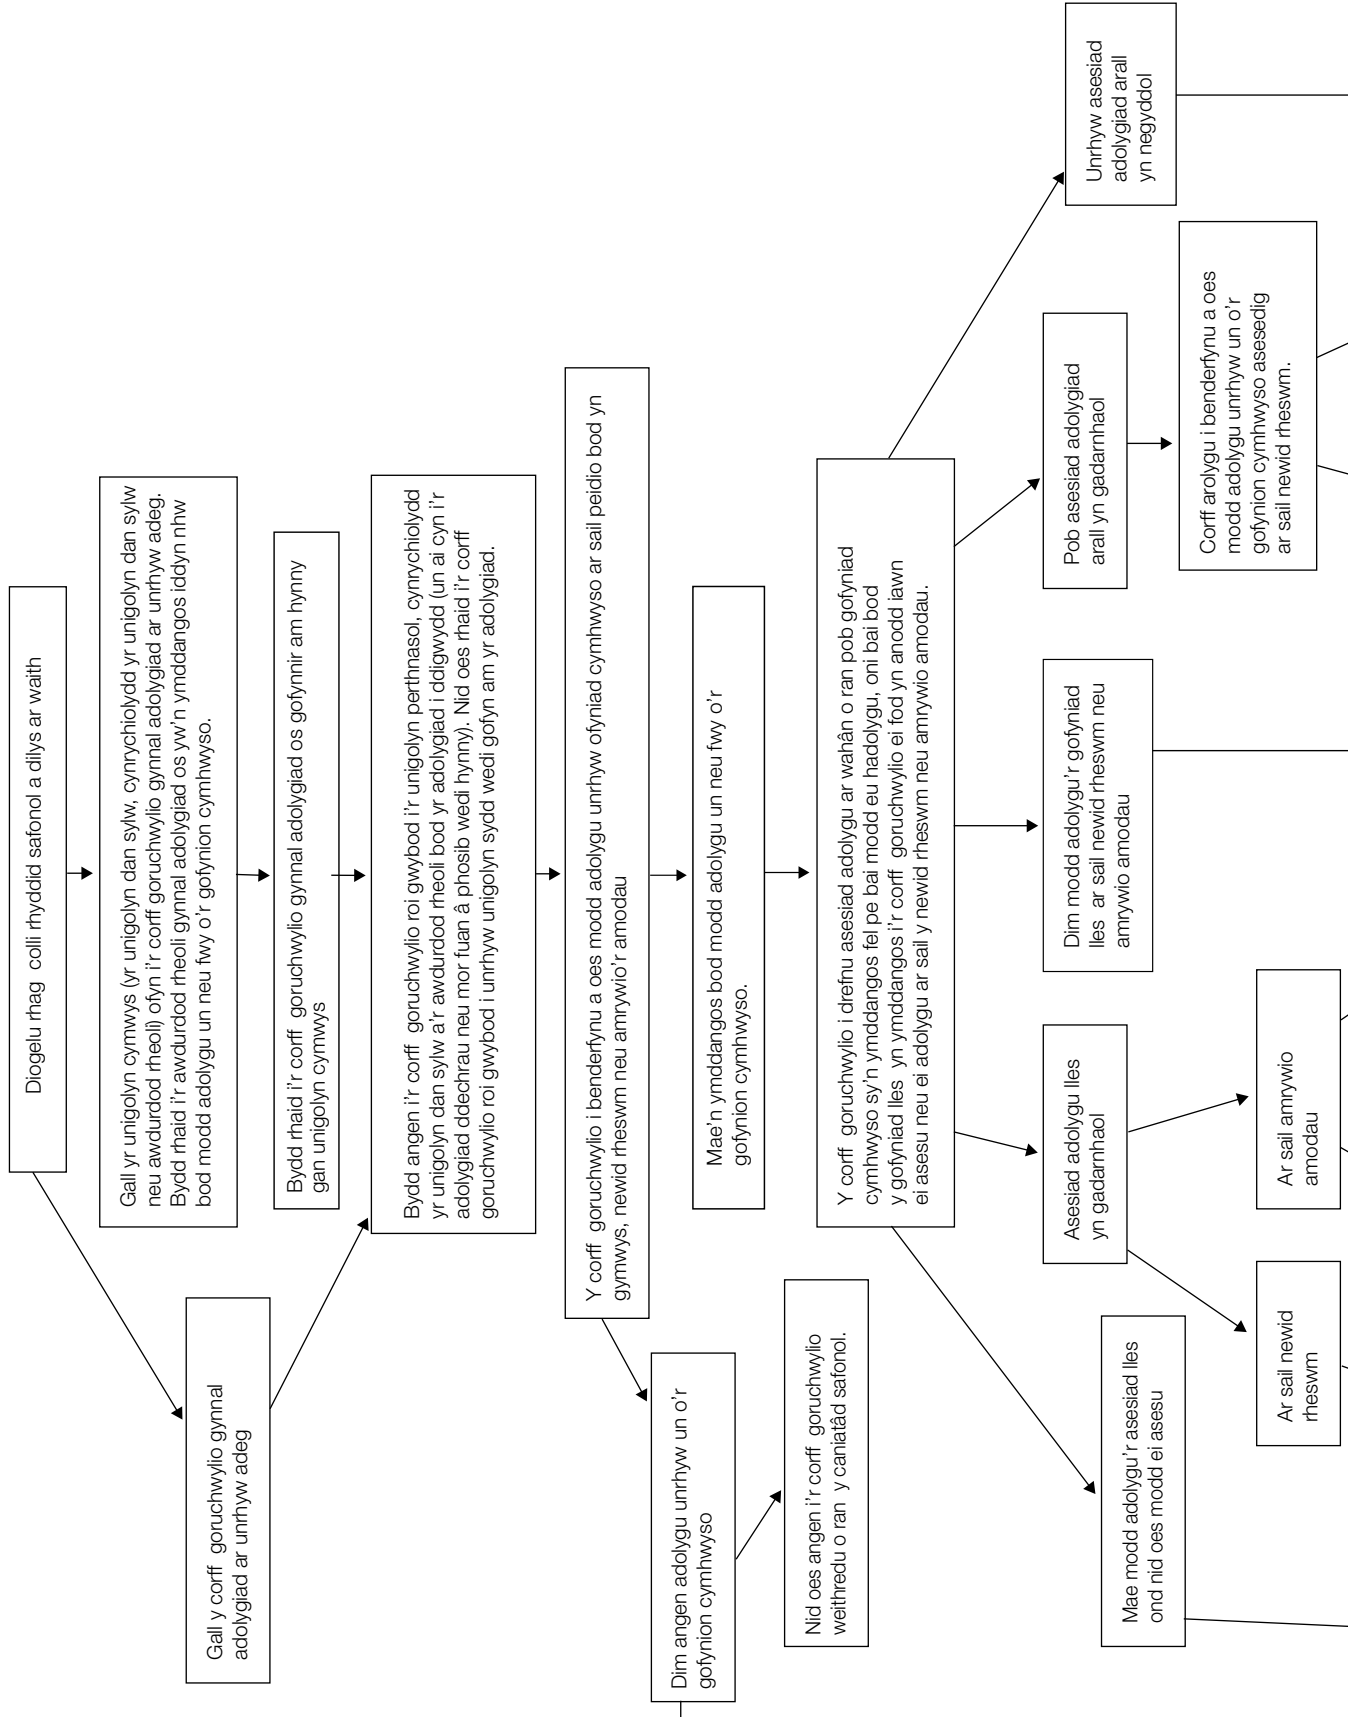 Diogelu rhag colli rhyddid safonol a dilys ar waith
Gall y corff goruchwylio gynnal
adolygiad ar unrhyw adeg
Gall yr unigolyn cymwys (yr unigolyn dan sylw, cynrychiolydd yr unigolyn dan sylw
neu awdurdod rheoli) ofyn i'r corff goruchwylio gynnal adolygiad ar unrhyw adeg.
Bydd rhaid i'r awdurdod rheoli gynnal adolygiad os yw'n ymddangos iddyn nhw
bod modd adolygu un neu fwy o'r gofynion cymhwyso.
Bydd rhaid i'r corff goruchwylio gynnal adolygiad os gofynnir am hynny
gan unigolyn cymwys
Bydd angen i'r corff goruchwylio roi gwybod i'r unigolyn perthnasol, cynrychiolydd
yr unigolyn dan sylw a'r awdurdod rheoli bod yr adolygiad i ddigwydd (un ai cyn i'r
adolygiad ddechrau neu mor fuan â phosib wedi hynny). Nid oes rhaid i'r corff
goruchwylio roi gwybod i unrhyw unigolyn sydd wedi gofyn am yr adolygiad.
Y corff goruchwylio i benderfynu a oes modd adolygu unrhyw ofyniad cymhwyso ar sail peidio bod yn
gymwys, newid rheswm neu amrywio'r amodau
Dim angen adolygu unrhyw un o'r
gofynion cymhwyso
Mae'n ymddangos bod modd adolygu un neu fwy o'r
gofynion cymhwyso.
Nid oes angen i'r corff goruchwylio
weithredu o ran y caniatâd safonol.
Y corff goruchwylio i drefnu asesiad adolygu ar wahân o ran pob gofyniad
cymhwyso sy'n ymddangos fel pe bai modd eu hadolygu, oni bai bod
y gofyniad lles yn ymddangos i'r corff goruchwylio ei fod yn anodd iawn
ei asesu neu ei adolygu ar sail y newid rheswm neu amrywio amodau.
Mae modd adolygu'r asesiad lles
ond nid oes modd ei asesu
Asesiad adolygu lles
yn gadarnhaol
Dim modd adolygu'r gofyniad
lles ar sail newid rheswm neu
amrywio amodau
Pob asesiad adolygiad
arall yn gadarnhaol
Unrhyw asesiad
adolygiad arall
yn negyddol
Ar sail newid
rheswm
Ar sail amrywio
amodau
Corff arolygu i benderfynu a oes
modd adolygu unrhyw un o'r
gofynion cymhwyso asesedig
ar sail newid rheswm.